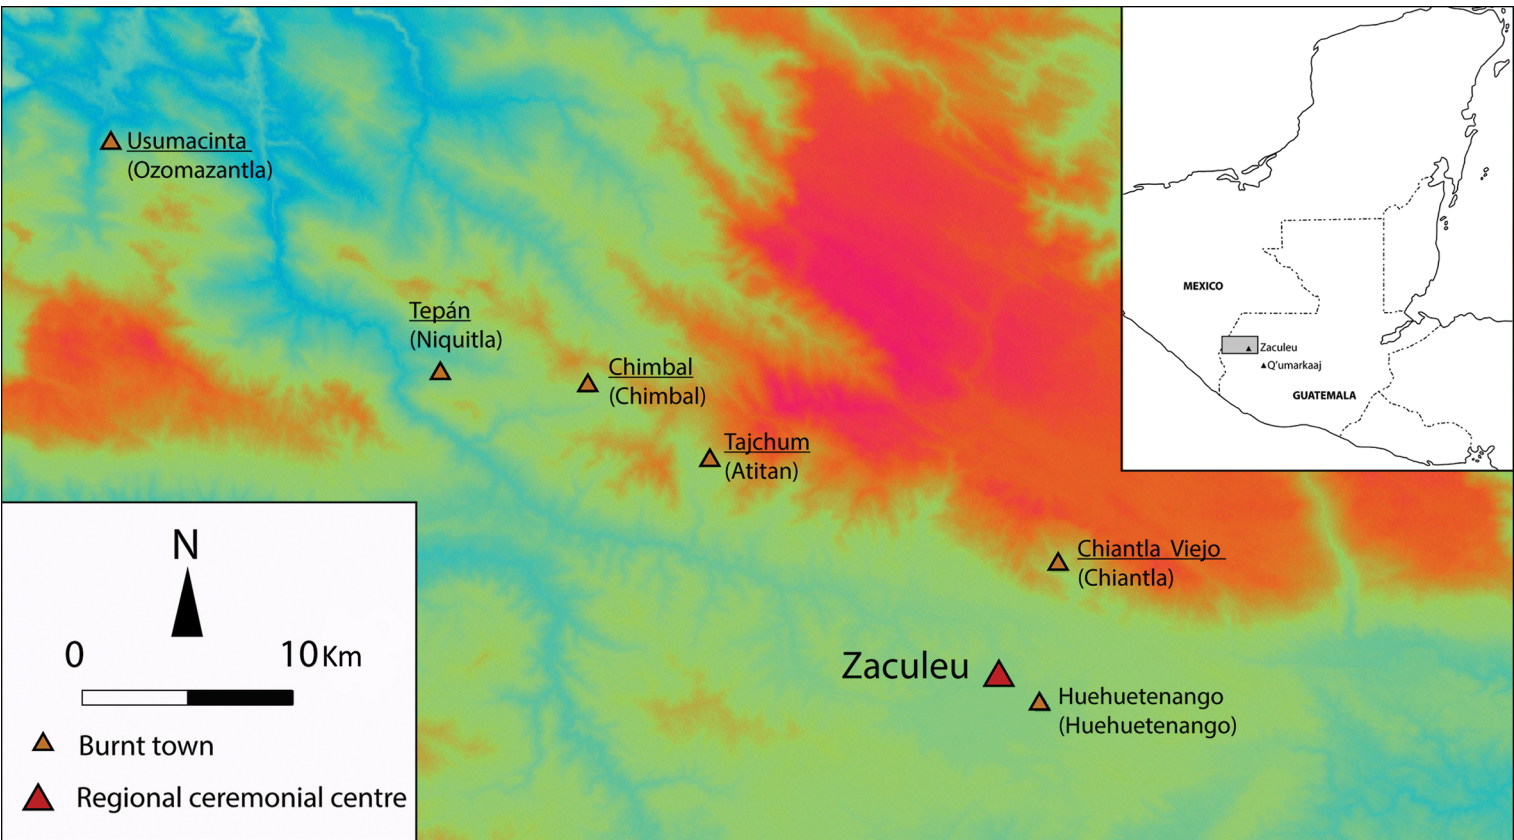 Usumacinta
(Ozomazantla)
Tepán
(Niquitla)
Chimbal
(Chimbal)
Tajchum
(Atitan)
Chiantla Viejo
(Chiantla)
Zaculeu
Huehuetenango
(Huehuetenango)
MEXICO
Zaculeu
Q'umarkaaj
GUATEMALA
N
0 10 Km
Burnt town
Regional ceremonial centre